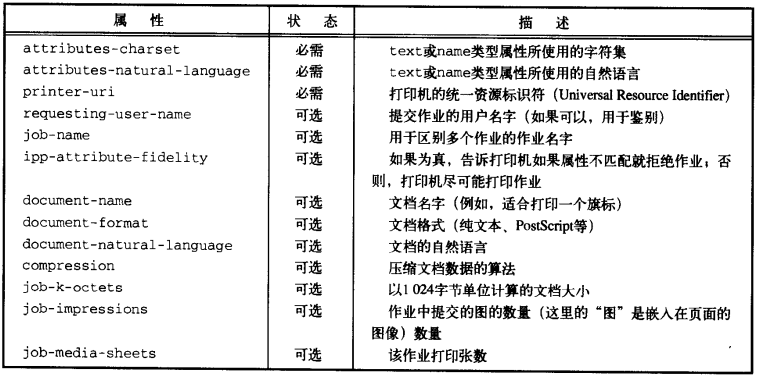 属 性 状 态 描 述
attributes-charset 必需 text或name类型属性所使用的字符集
attributes-natural-language 必需 text或name类型属性所使用的自然语言
printer-uri 必需 打印机的统一资源标识符（Universal Resource Identifier）
requesting-user-name 可选 提交作业的用户名字（如果可以，用于鉴别）
job-name 可选 用于区别多个作业的作业名字
ipp-attribute-fidelity 可选 如果为真，告诉打印机如果属性不匹配就拒绝作业；否
则，打印机尽可能打印作业
document-name 可选 文档名字（例如，适合打印一个旗标）
document-format 可选 文档格式（纯文本、PostScript等）
document-natural-language 可选 文档的自然语言
compression 可选 压缩文档数据的算法
job-k-octets 可选 以1 024字节单位计算的文档大小
job-impressions 可选 作业中提交的图的数量（这里的“图”是嵌入在页面的
图像）数量
job-media-sheets 可选 该作业打印张数